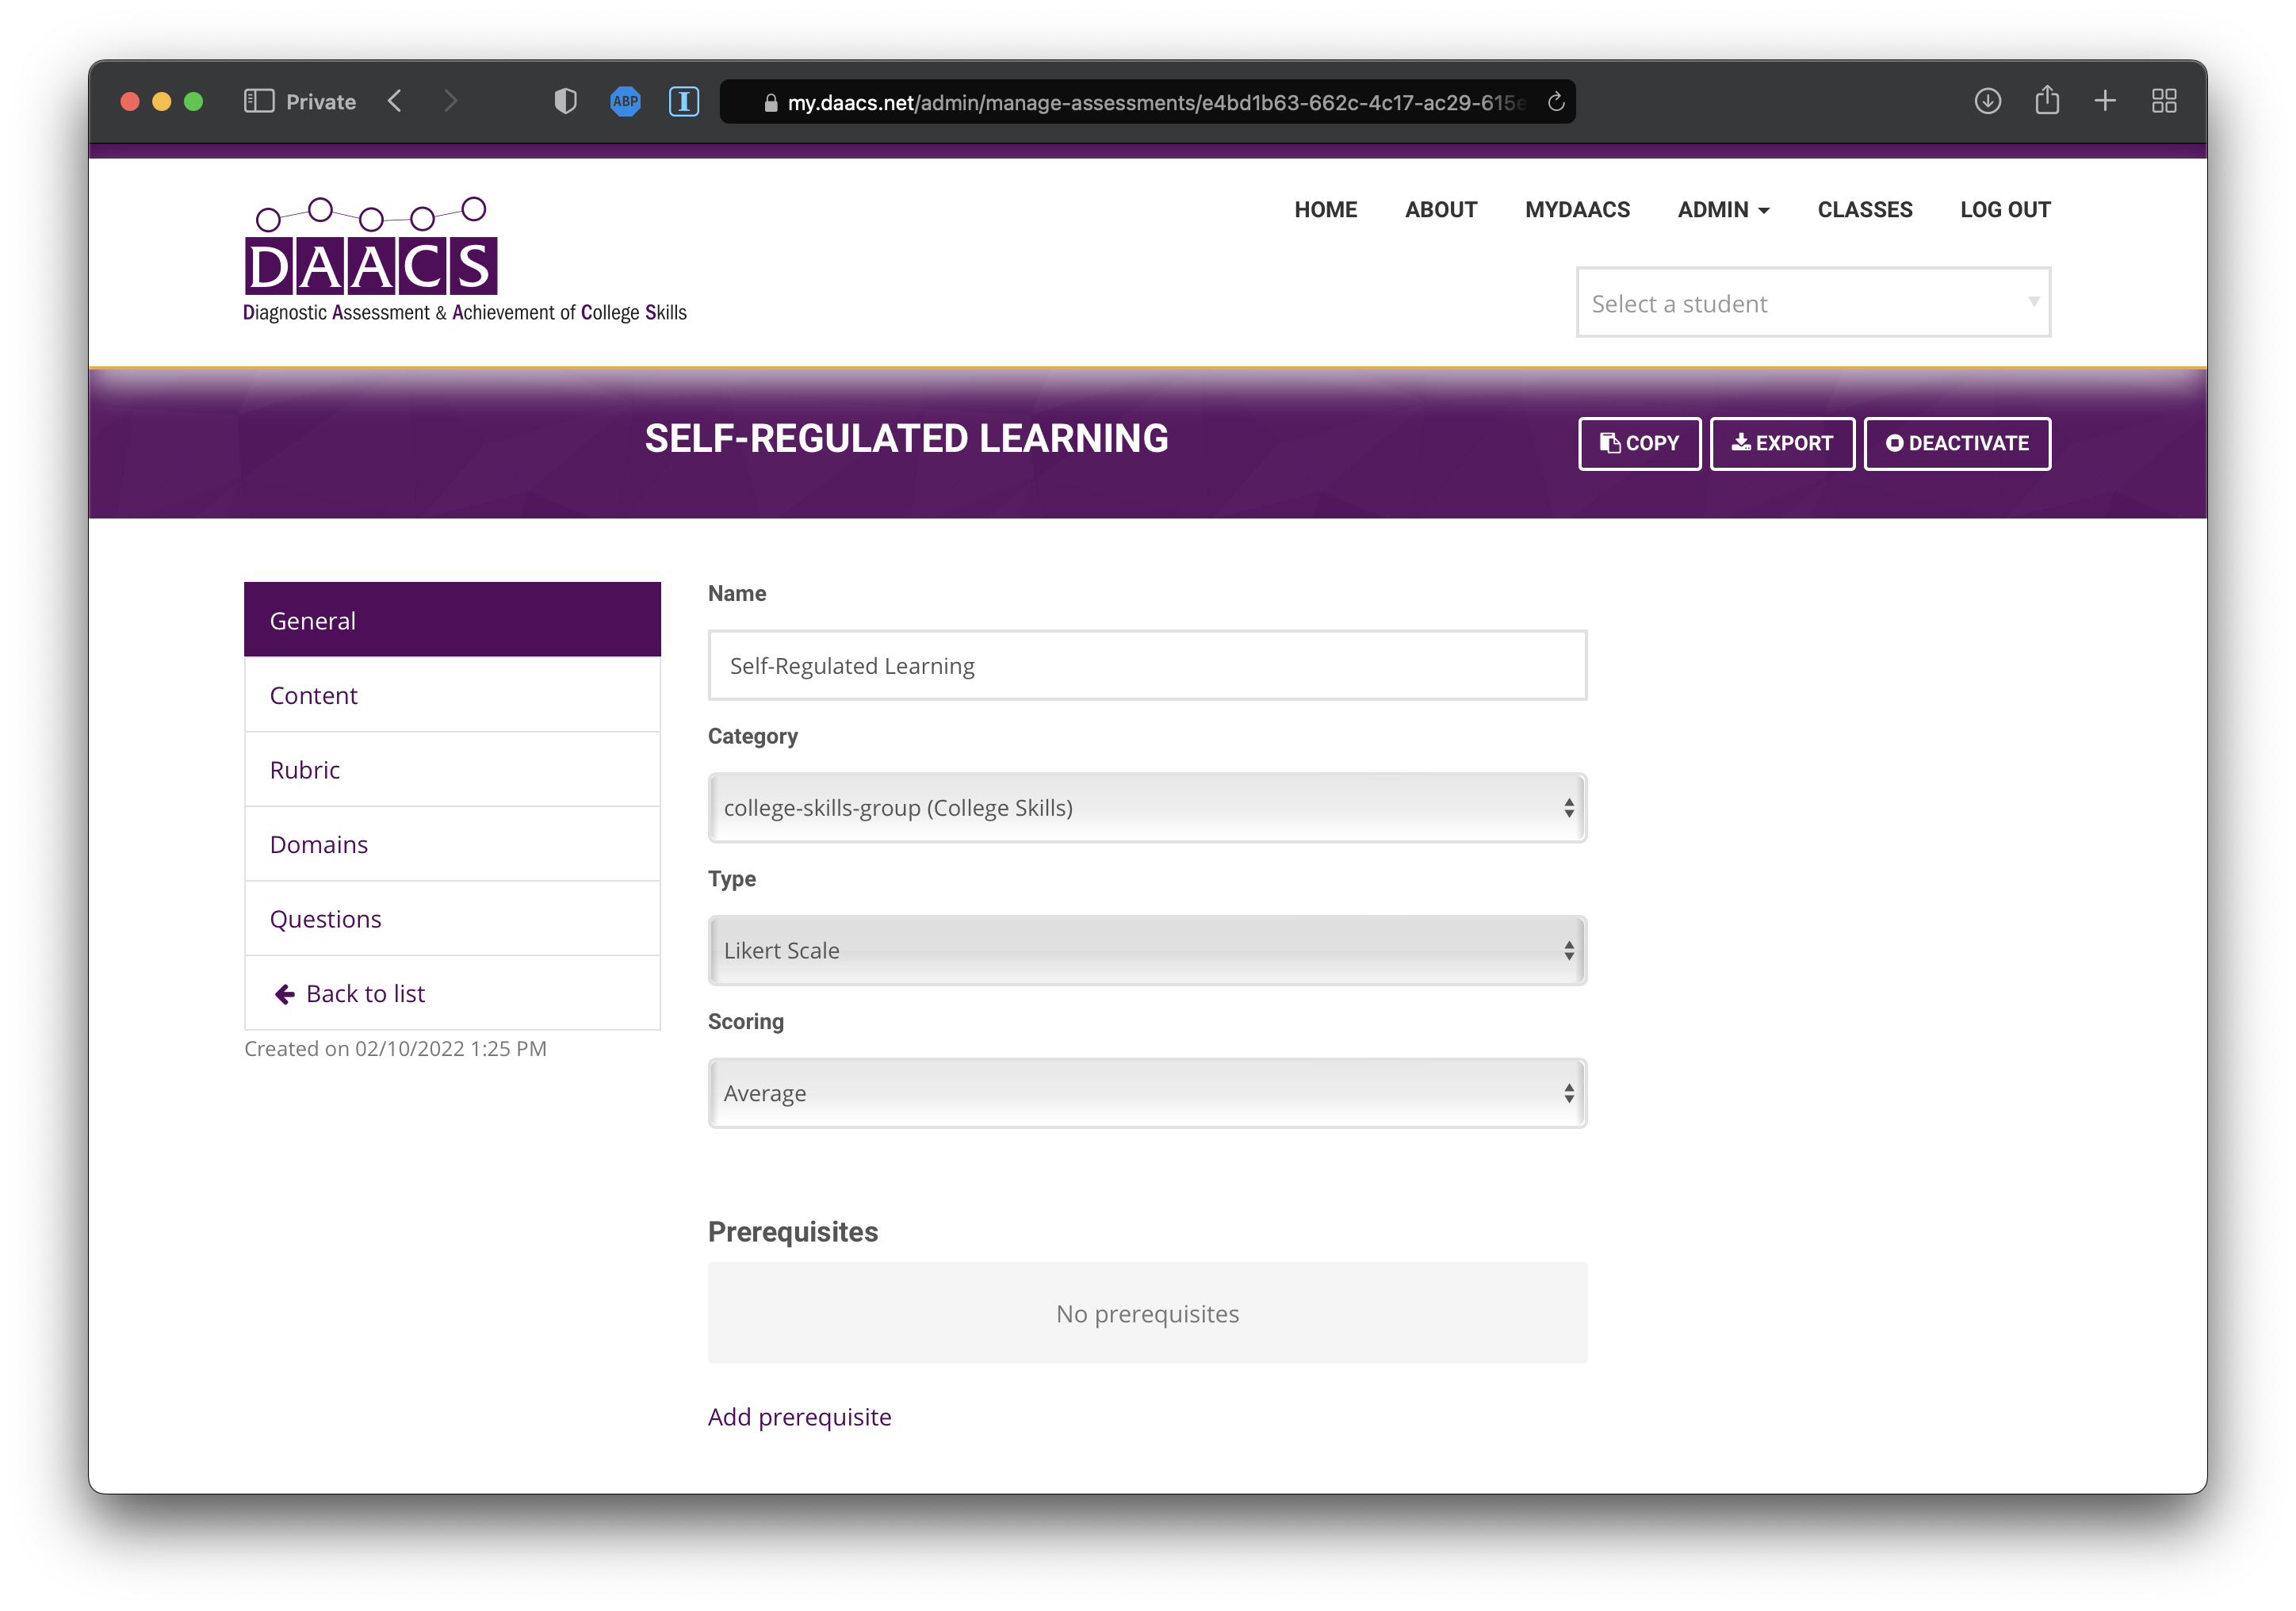 Private
ABP
my.daacs.net/admin/manage-assessments/e4bd1b63-662c-4c17-ac29-615e
HOME ABOUT MYDAACS ADMIN CLASSES LOG OUT
DAACS
Diagnostic Assessment & Achievement of College Skills
Select a student
SELF-REGULATED LEARNING
COPY EXPORT DEACTIVATE
General
Content
Rubric
Domains
Questions
Back to list
Created on 02/10/2022 1:25 PM
Name
Self-Regulated Learning
Category
college-skills-group (College Skills)
Type
Likert Scale
Scoring
Average
Prerequisites
No prerequisites
Add prerequisite